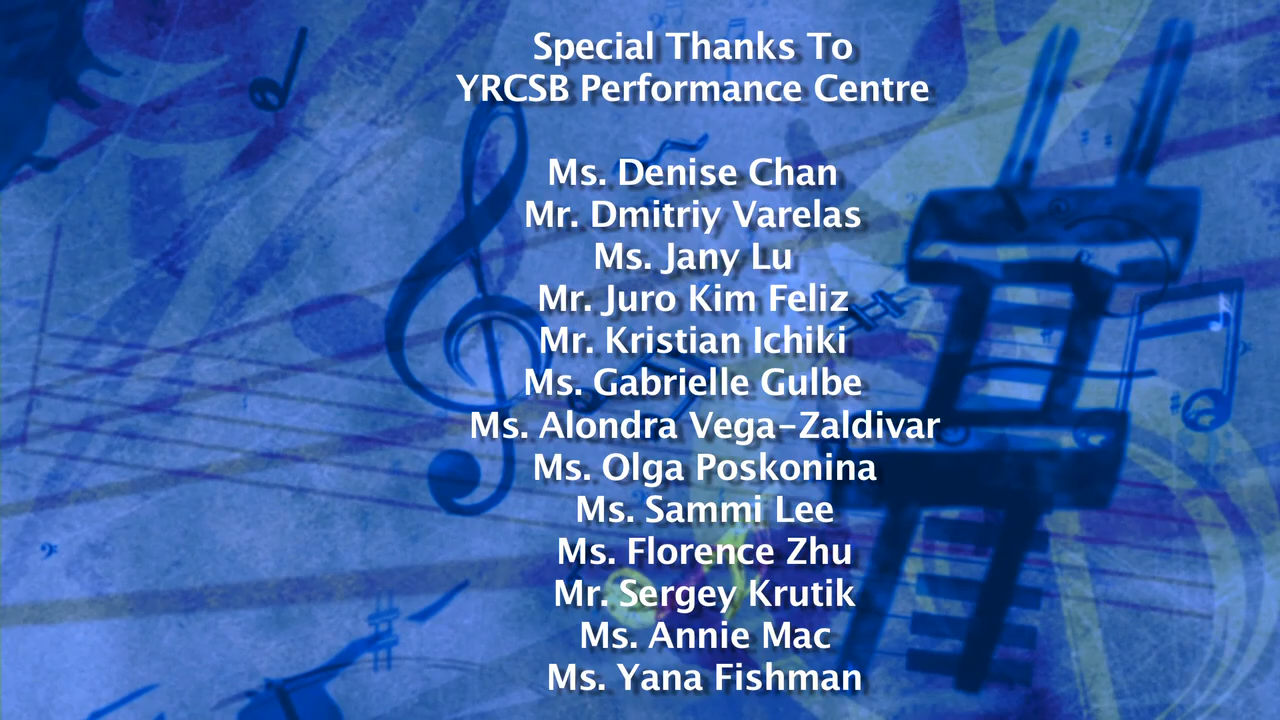 Special Thanks To
YRCSB Performance Centre
Ms. Denise Chan
Mr. Dmitriy Varelas
Ms. Jany Lu
Mr. Juro Kim Feliz
Mr. Kristian Ichiki
Ms. Gabrielle Gulbe
Ms. Alondra Vega-Zaldivar
Ms. Olga Poskonina
Ms. Sammi Lee
Ms. Florence Zhu
Mr. Sergey Krutik
Ms. Annie Mac
Ms. Yana Fishman